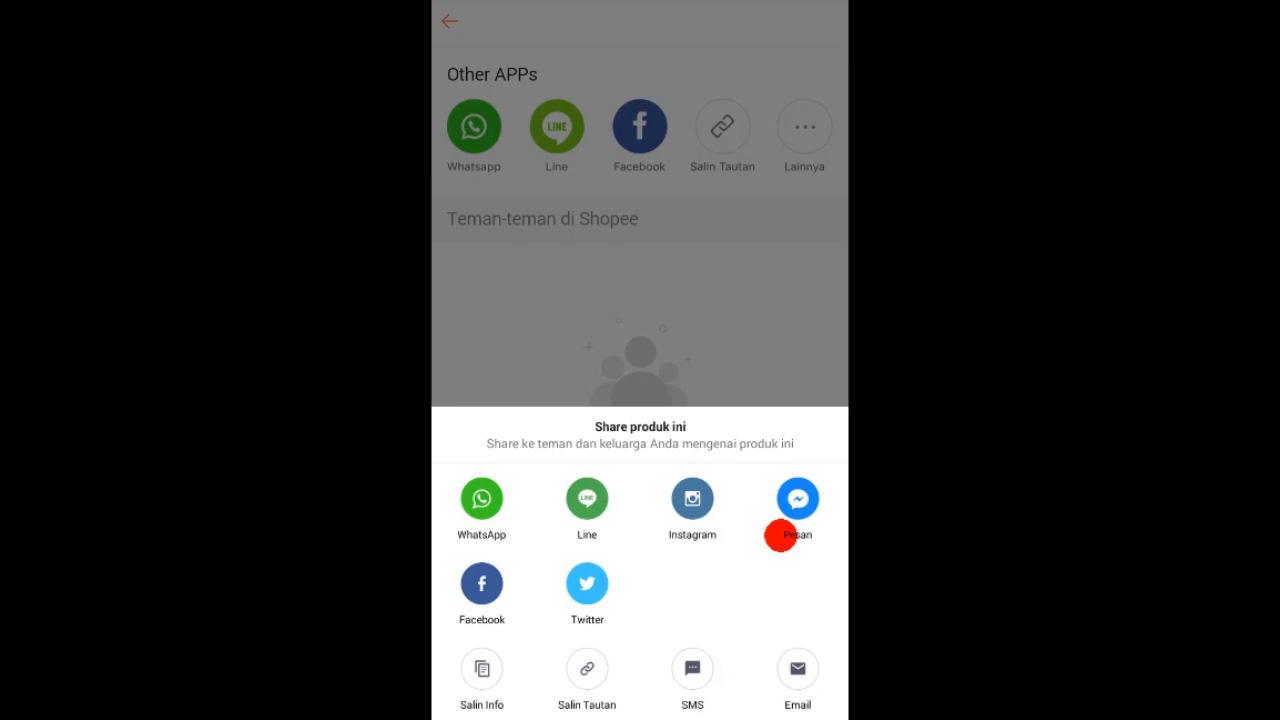 Other APPs
LINE
Whatsapp Line Facebook Salin Tautan Lainnya
Teman-teman di Shopee
Share produk ini
Share ke teman dan keluarga Anda mengenai produk ini
LINE
WhatsApp Line Instagram Pesan
Facebook Twitter
Salin Info Salin Tautan SMS Email